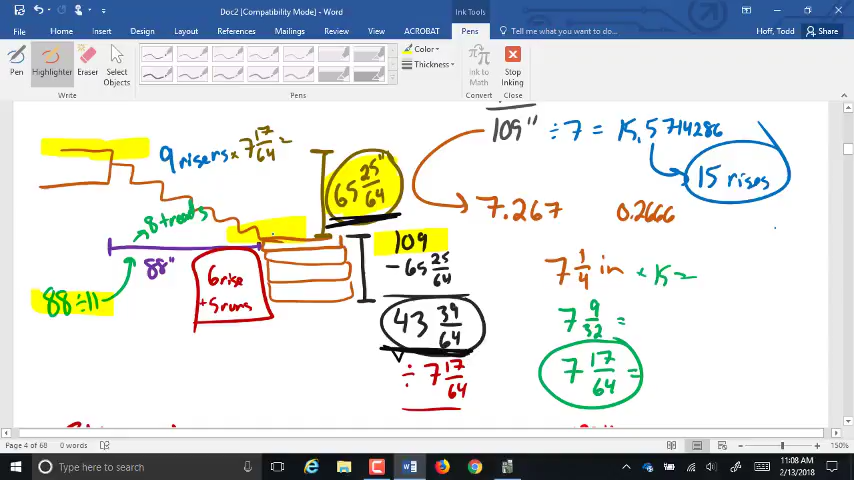 Doc2 [Compatibility Mode] - Word
Ink Tools
Hoff, Todd
File Home Insert Draw Design Layout References Mailings Review View ACROBAT Pens Tell me what you want to do...
Share
Pen
Highlighter
Eraser
Select Objects
Color
Thickness
Ink to Math
Stop Inking
Write
Pens
Convert
109" ÷ 7 = 15.5714286
15 rises
9 risers × 7 17/64 =
65 25/64"
7.267 0.2666
8 treads
109
- 65 25/64
88"
88 ÷ 11
6 rise
+ 5 runs
43 39/64
÷ 7 17/64
7 1/4 in × 15 =
7 9/32 =
7 17/64 =
Page 4 of 68 0 words
150%
Type here to search
11:08 AM
2/13/2018